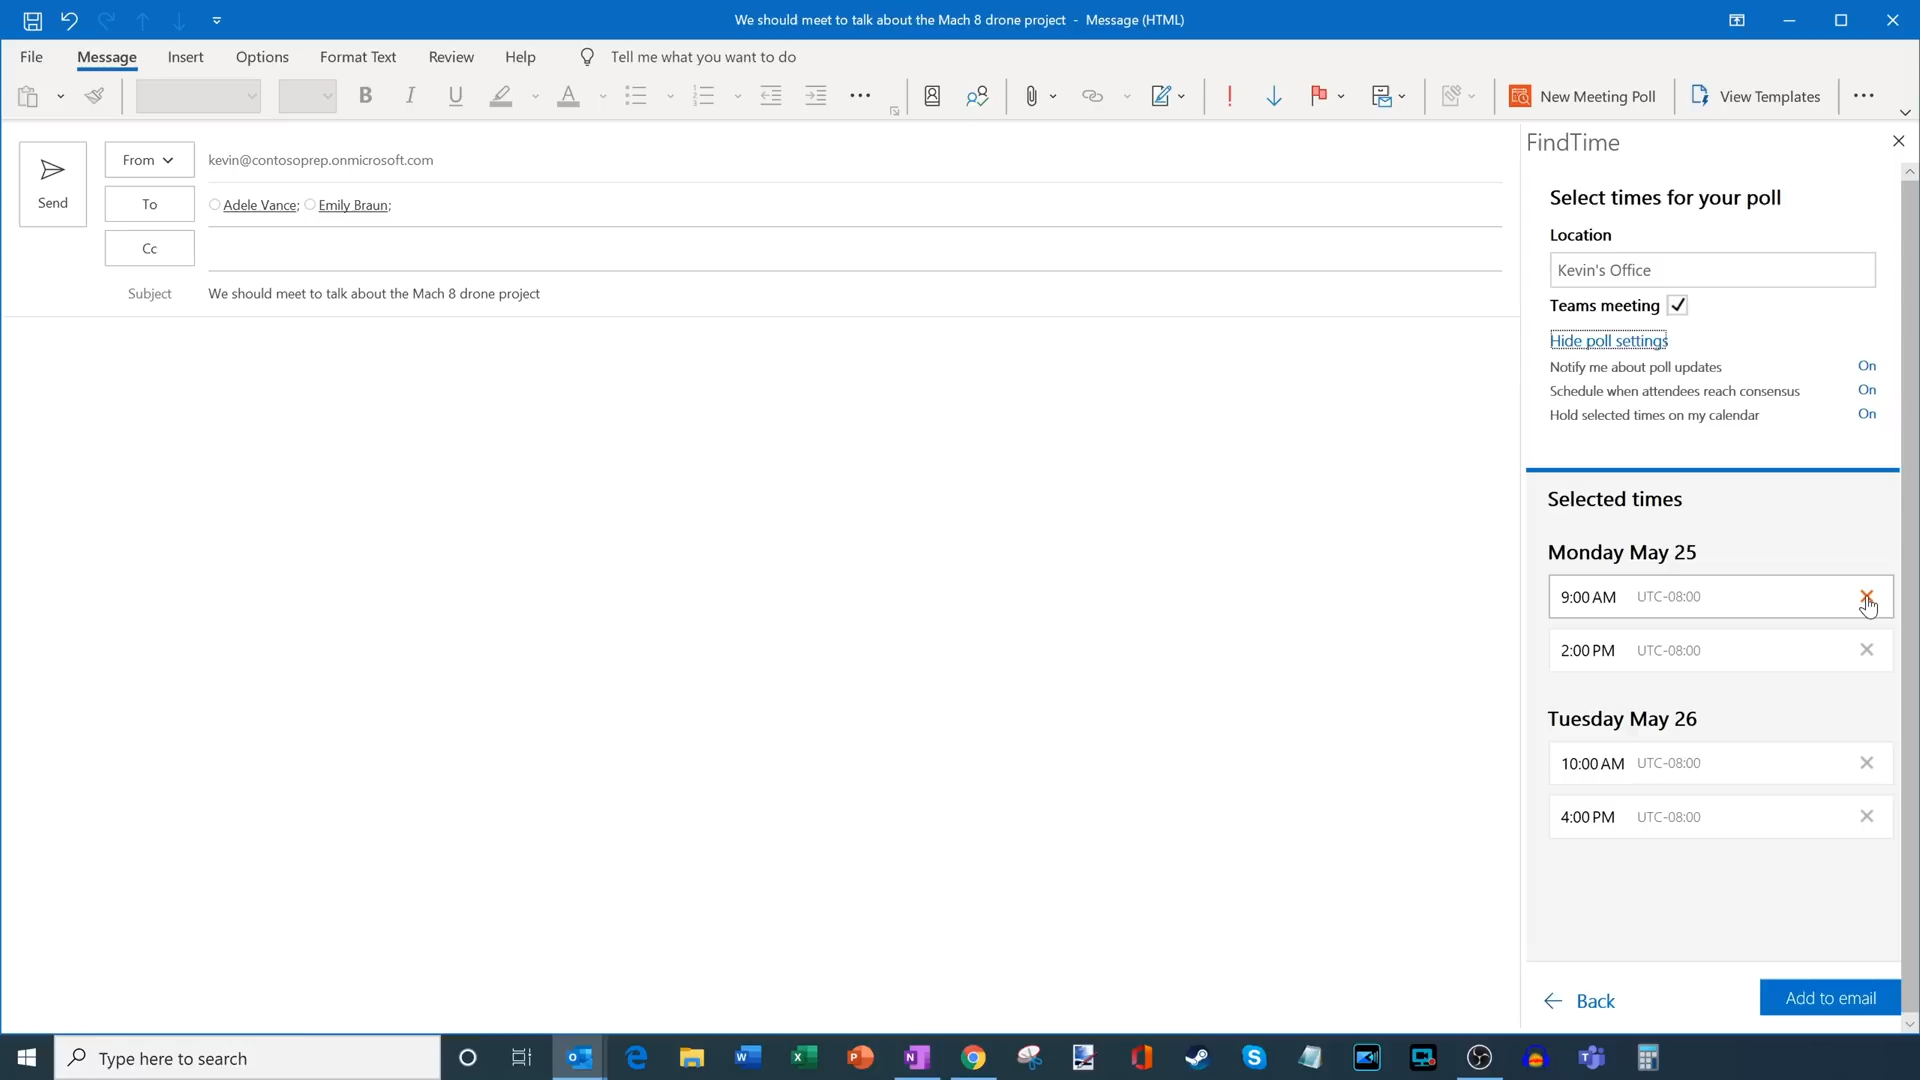 We should meet to talk about the Mach 8 drone project - Message (HTML)
File Message Insert Options Format Text Review Help Tell me what you want to do
New Meeting Poll View Templates
Send
From kevin@contosoprep.onmicrosoft.com
To Adele Vance; Emily Braun;
Cc
Subject We should meet to talk about the Mach 8 drone project
FindTime
Select times for your poll
Location
Kevin's Office
Teams meeting
Hide poll settings
Notify me about poll updates On
Schedule when attendees reach consensus On
Hold selected times on my calendar On
Selected times
Monday May 25
9:00 AM UTC-08:00
2:00 PM UTC-08:00
Tuesday May 26
10:00 AM UTC-08:00
4:00 PM UTC-08:00
Back Add to email
Type here to search